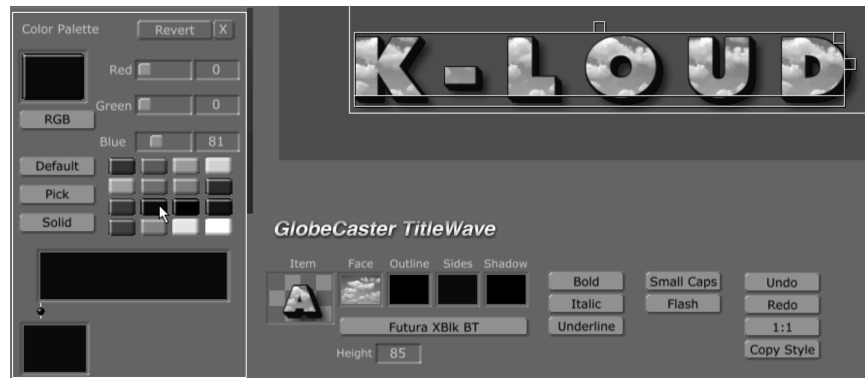 Color Palette Revert X
Red 0
Green 0
RGB
Blue 81
Default
Pick
Solid
K-LOUD
GlobeCaster TitleWave
Item Face Outline Sides Shadow
A
Futura XBlk BT
Height 85
Bold
Italic
Underline
Small Caps
Flash
Undo
Redo
1:1
Copy Style